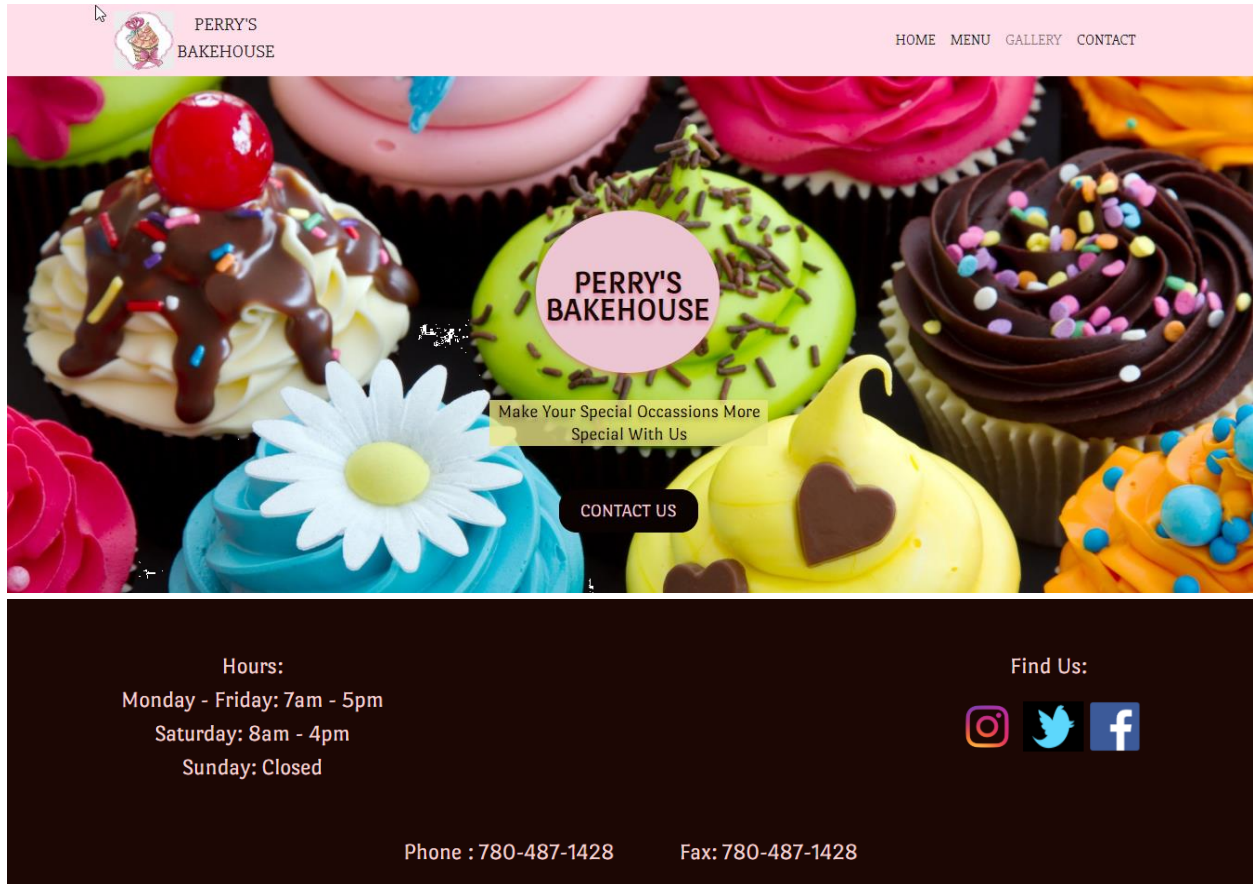 PERRY'S
BAKEHOUSE
HOME MENU GALLERY CONTACT
PERRY'S
BAKEHOUSE
Make Your Special Occassions More
Special With Us
CONTACT US
Hours:
Monday - Friday: 7am - 5pm
Saturday: 8am - 4pm
Sunday: Closed
Find Us:
Phone : 780-487-1428 Fax: 780-487-1428